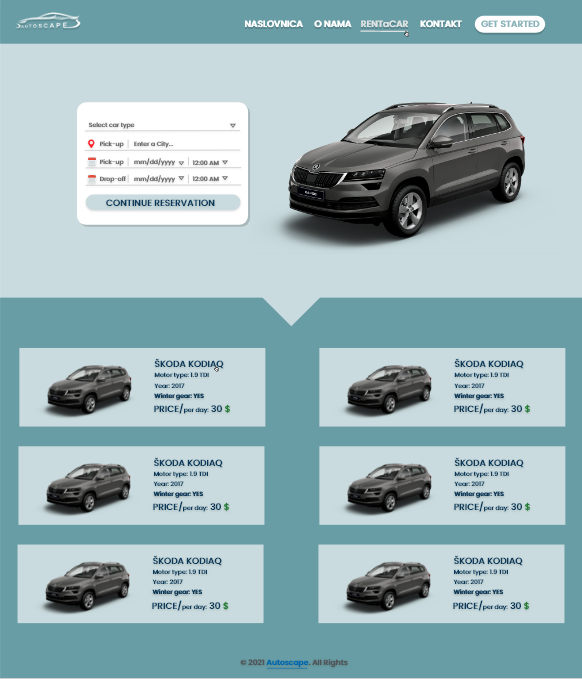 AUTOSCAPE
NASLOVNICA O NAMA RENTaCAR KONTAKT GET STARTED
Select car type
Pick-up Enter a City...
Pick-up mm/dd/yyyy 12:00 AM
Drop-off mm/dd/yyyy 12:00 AM
CONTINUE RESERVATION
ŠKODA KODIAQ
Motor type: 1.9 TDI
Year: 2017
Winter gear: YES
PRICE/per day: 30 $
ŠKODA KODIAQ
Motor type: 1.9 TDI
Year: 2017
Winter gear: YES
PRICE/per day: 30 $
ŠKODA KODIAQ
Motor type: 1.9 TDI
Year: 2017
Winter gear: YES
PRICE/per day: 30 $
ŠKODA KODIAQ
Motor type: 1.9 TDI
Year: 2017
Winter gear: YES
PRICE/per day: 30 $
ŠKODA KODIAQ
Motor type: 1.9 TDI
Year: 2017
Winter gear: YES
PRICE/per day: 30 $
ŠKODA KODIAQ
Motor type: 1.9 TDI
Year: 2017
Winter gear: YES
PRICE/per day: 30 $
© 2021 Autoscape. All Rights